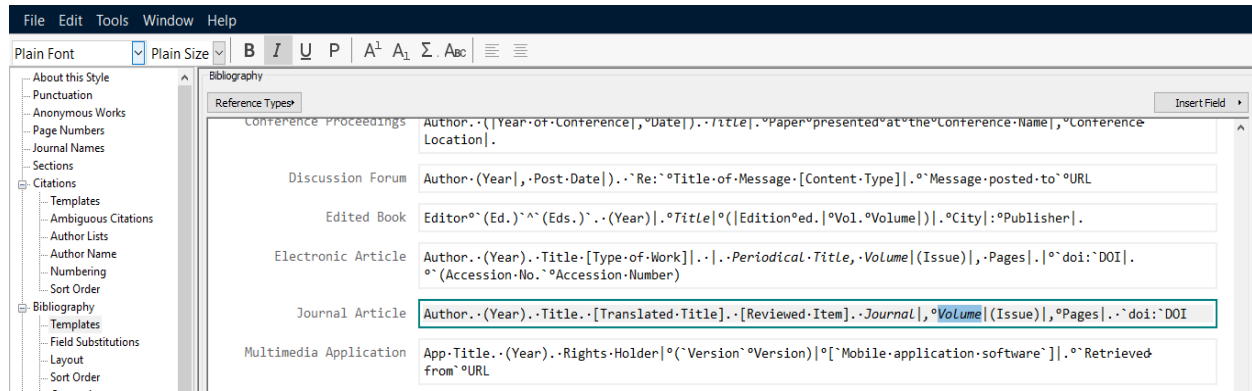 File Edit Tools Window Help
Plain Font Plain Size B I U P A¹ A₁ Σ ABC
About this Style
Punctuation
Anonymous Works
Page Numbers
Journal Names
Sections
Citations
Templates
Ambiguous Citations
Author Lists
Author Name
Numbering
Sort Order
Bibliography
Templates
Field Substitutions
Layout
Sort Order
Bibliography
Reference Types Insert Field
Conference Proceedings Author.·(|Year·of·Conference|,°Date|).·Title|.°Paper°presented°at°the°Conference·Name|,°Conference·
Location|.
Discussion Forum Author·(Year|,·Post·Date|).·`Re:`°Title·of·Message·[Content·Type]|.°`Message·posted·to`°URL
Edited Book Editor°`(Ed.)`^`(Eds.)`.·(Year)|.°Title|°(|Edition°ed.|°Vol.°Volume|)|.°City|:°Publisher|.
Electronic Article Author.·(Year).·Title·[Type·of·Work]|.·|.·Periodical·Title,·Volume|(Issue)|,·Pages|.|°`doi:`DOI|.
°`(Accession·No.`°Accession·Number)
Journal Article Author.·(Year).·Title.·[Translated·Title].·[Reviewed·Item].·Journal|,°Volume|(Issue)|,°Pages|.·`doi:`DOI
Multimedia Application App·Title.·(Year).·Rights·Holder|°(`Version`°Version)|°[`Mobile·application·software`]|.°`Retrieved·
from`°URL